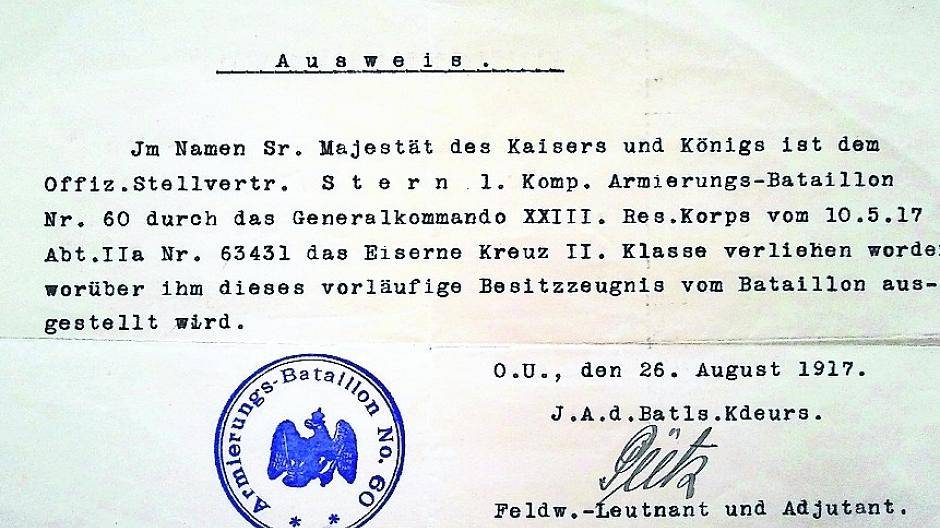 Ausweis.
Jm Namen Sr. Majestät des Kaisers und Königs ist dem
Offiz.Stellvertr. Stern 1. Komp. Armierungs-Bataillon
Nr. 60 durch das Generalkommando XXIII. Res.Korps vom 10.5.17
Abt.IIa Nr. 63431 das Eiserne Kreuz II. Klasse verliehen worde
worüber ihm dieses vorläufige Besitzzeugnis vom Bataillon aus-
gestellt wird.
O.U., den 26. August 1917.
J.A.d.Batls.Kdeurs.
Feldw.-Leutnant und Adjutant.
Armierungs-Bataillon No. 60